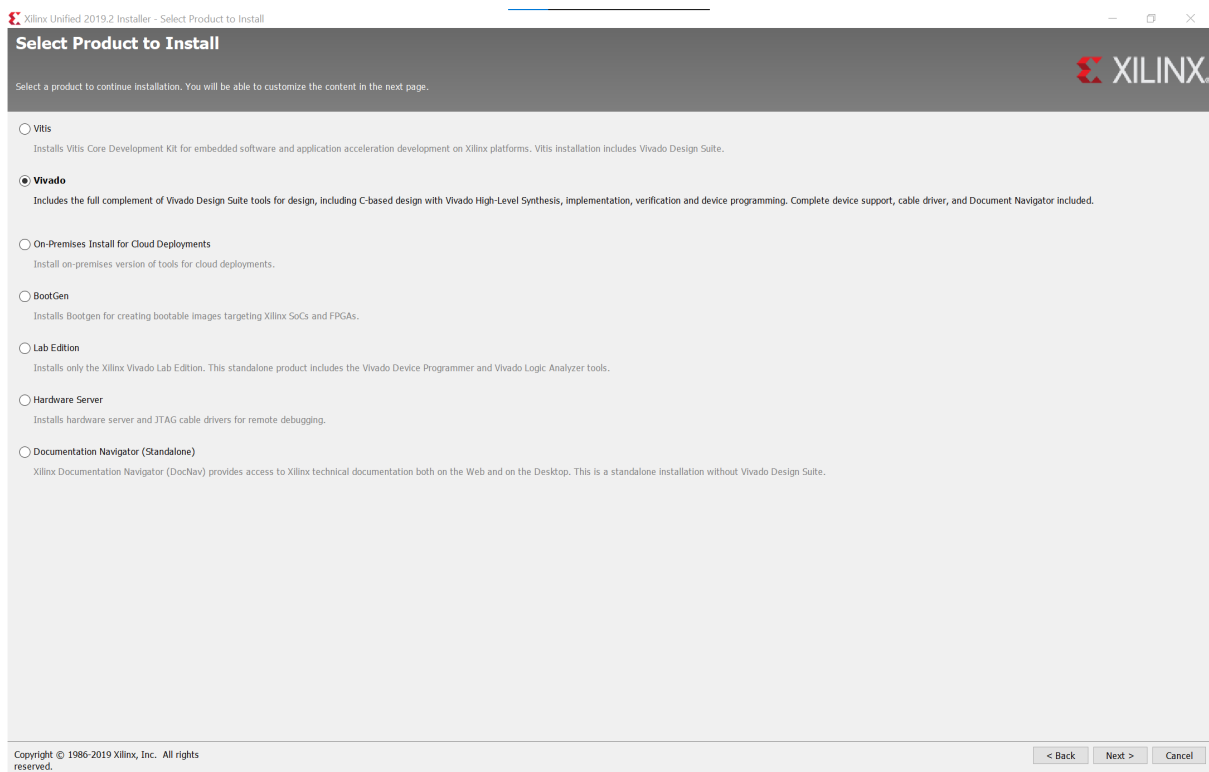 Xilinx Unified 2019.2 Installer - Select Product to Install
Select Product to Install
XILINX.
Select a product to continue installation. You will be able to customize the content in the next page.
Vitis
Installs Vitis Core Development Kit for embedded software and application acceleration development on Xilinx platforms. Vitis installation includes Vivado Design Suite.
Vivado
Includes the full complement of Vivado Design Suite tools for design, including C-based design with Vivado High-Level Synthesis, implementation, verification and device programming. Complete device support, cable driver, and Document Navigator included.
On-Premises Install for Cloud Deployments
Install on-premises version of tools for cloud deployments.
BootGen
Installs Bootgen for creating bootable images targeting Xilinx SoCs and FPGAs.
Lab Edition
Installs only the Xilinx Vivado Lab Edition. This standalone product includes the Vivado Device Programmer and Vivado Logic Analyzer tools.
Hardware Server
Installs hardware server and JTAG cable drivers for remote debugging.
Documentation Navigator (Standalone)
Xilinx Documentation Navigator (DocNav) provides access to Xilinx technical documentation both on the Web and on the Desktop. This is a standalone installation without Vivado Design Suite.
Copyright © 1986-2019 Xilinx, Inc. All rights
reserved.
< Back Next > Cancel